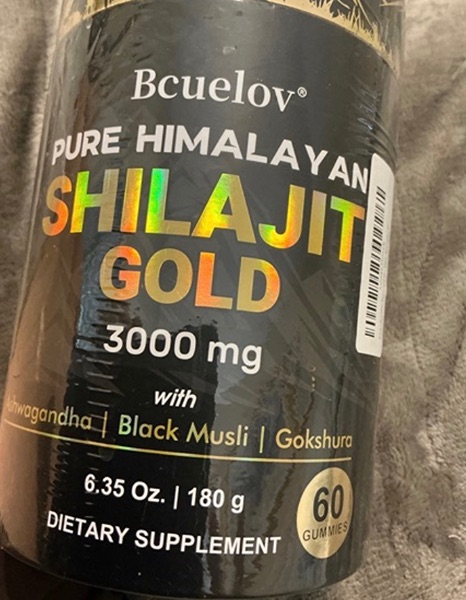 Bcuelov®
PURE HIMALAYAN
SHILAJIT
GOLD
3000 mg
with
Ashwagandha | Black Musli | Gokshura
6.35 Oz. | 180 g
60
GUMMIES
DIETARY SUPPLEMENT